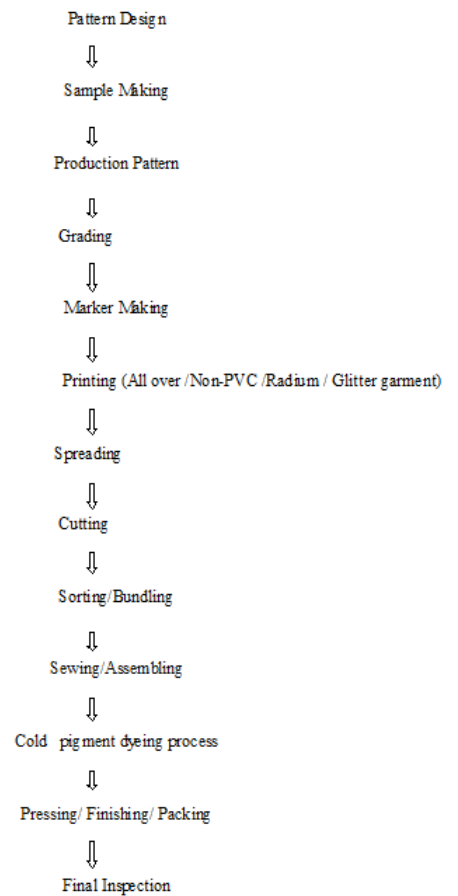 Pattern Design
Sample Making
Production Pattern
Grading
Marker Making
Printing (All over /Non-PVC /Radium / Glitter garment)
Spreading
Cutting
Sorting/Bundling
Sewing/Assembling
Cold pigment dyeing process
Pressing/ Finishing/ Packing
Final Inspection